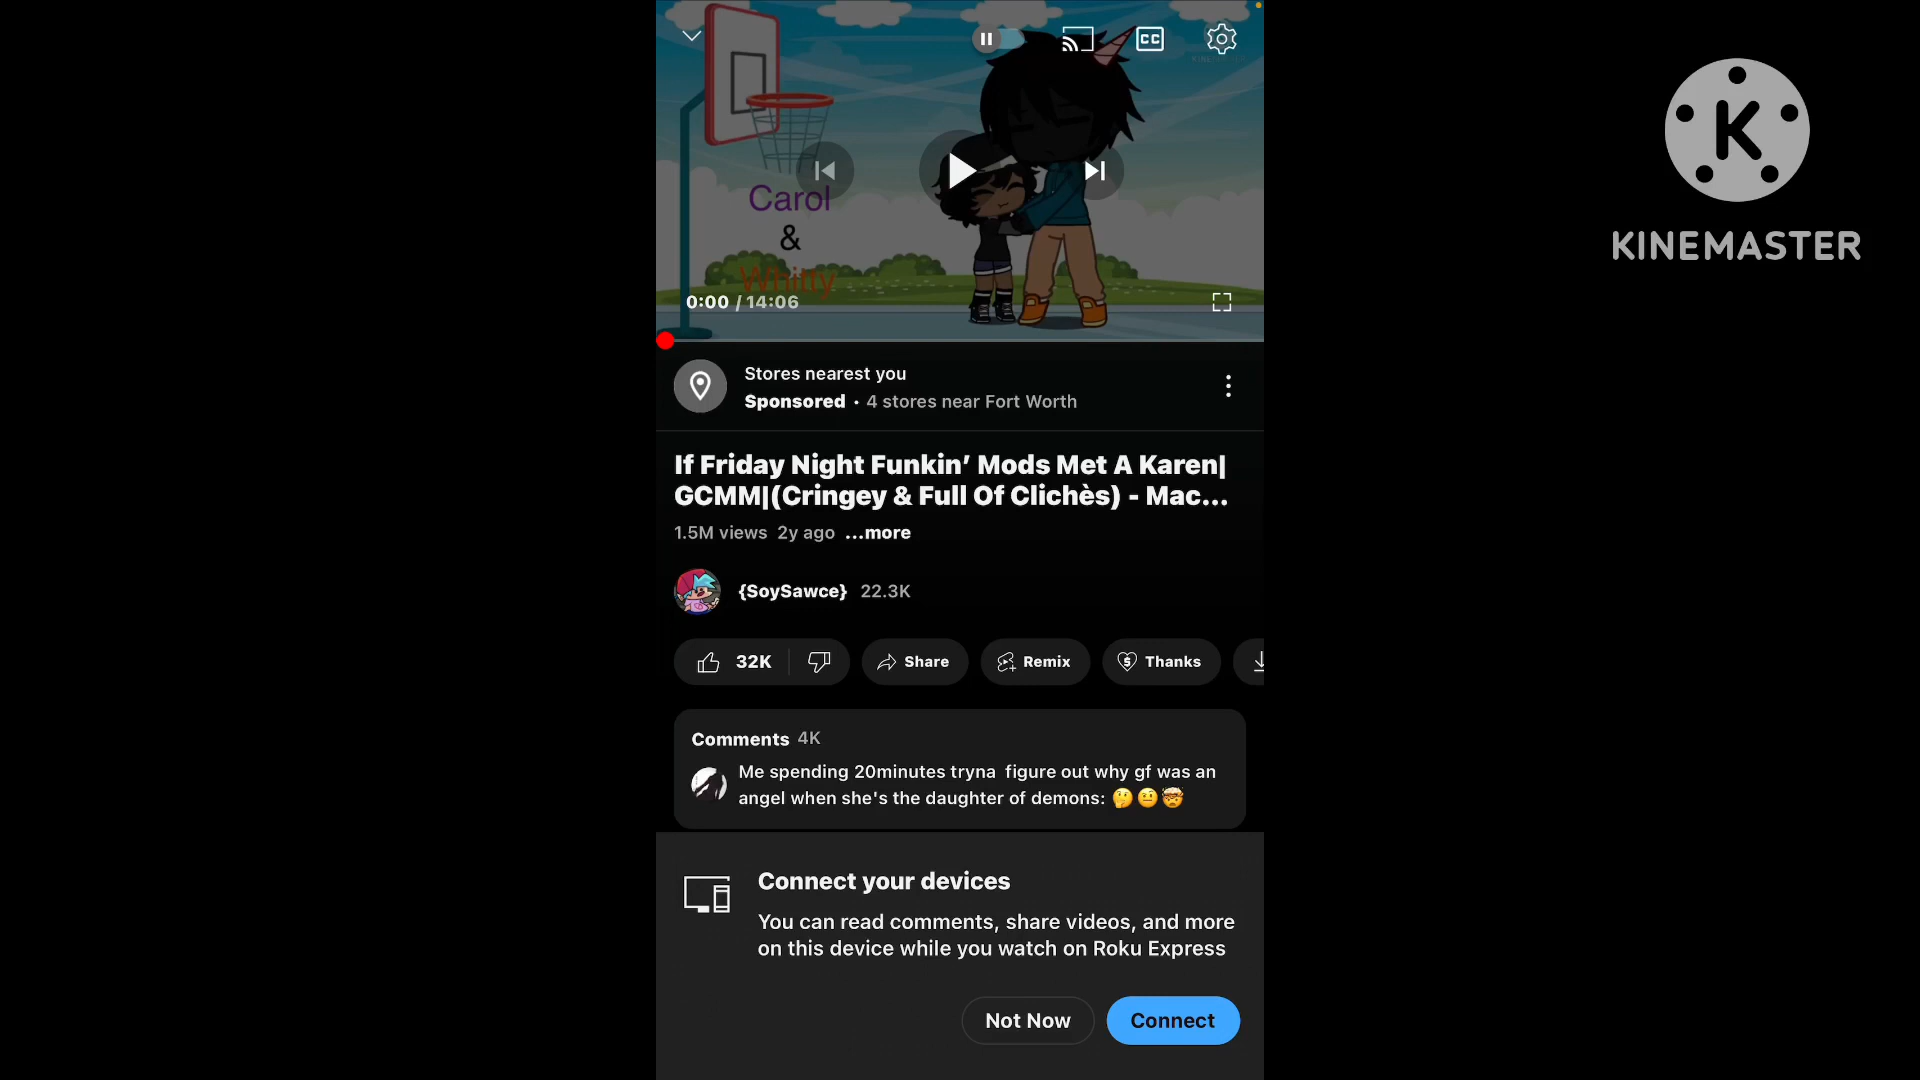 CC
K
KINEMASTER
Carol
&
Whitty
0:00 / 14:06
Stores nearest you
Sponsored • 4 stores near Fort Worth
If Friday Night Funkin’ Mods Met A Karen|
GCMM|(Cringey & Full Of Clichès) - Mac...
1.5M views 2y ago ...more
{SoySawce} 22.3K
32K Share Remix Thanks
Comments 4K
Me spending 20minutes tryna figure out why gf was an
angel when she's the daughter of demons: 🤔😐🤯
Connect your devices
You can read comments, share videos, and more
on this device while you watch on Roku Express
Not Now Connect